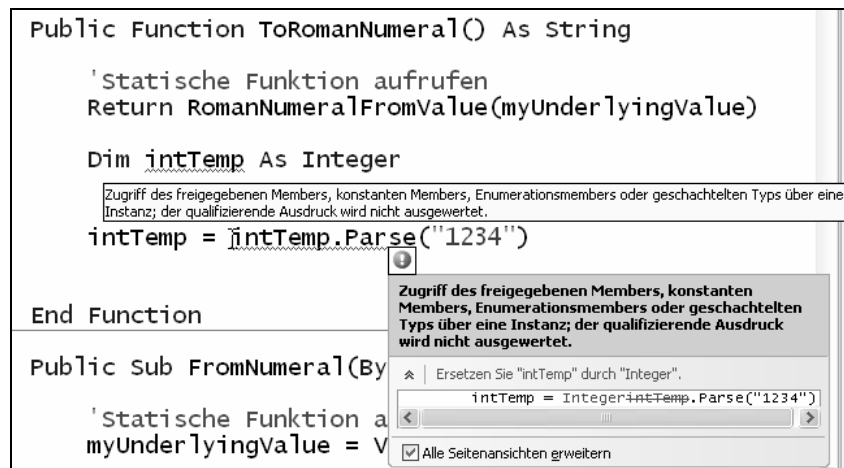 Public Function ToRomanNumeral() As String
'Statische Funktion aufrufen
Return RomanNumeralFromValue(myUnderlyingValue)
Dim intTemp As Integer
Zugriff des freigegebenen Members, konstanten Members, Enumerationsmembers oder geschachtelten Typs über eine
Instanz; der qualifizierende Ausdruck wird nicht ausgewertet.
intTemp = intTemp.Parse("1234")
Zugriff des freigegebenen Members, konstanten
Members, Enumerationsmembers oder geschachtelten
Typs über eine Instanz; der qualifizierende Ausdruck
wird nicht ausgewertet.
End Function
Ersetzen Sie "intTemp" durch "Integer".
Public Sub FromNumeral(By
intTemp = IntegerintTemp.Parse("1234")
'Statische Funktion a
myUnderlyingValue = V
Alle Seitenansichten erweitern